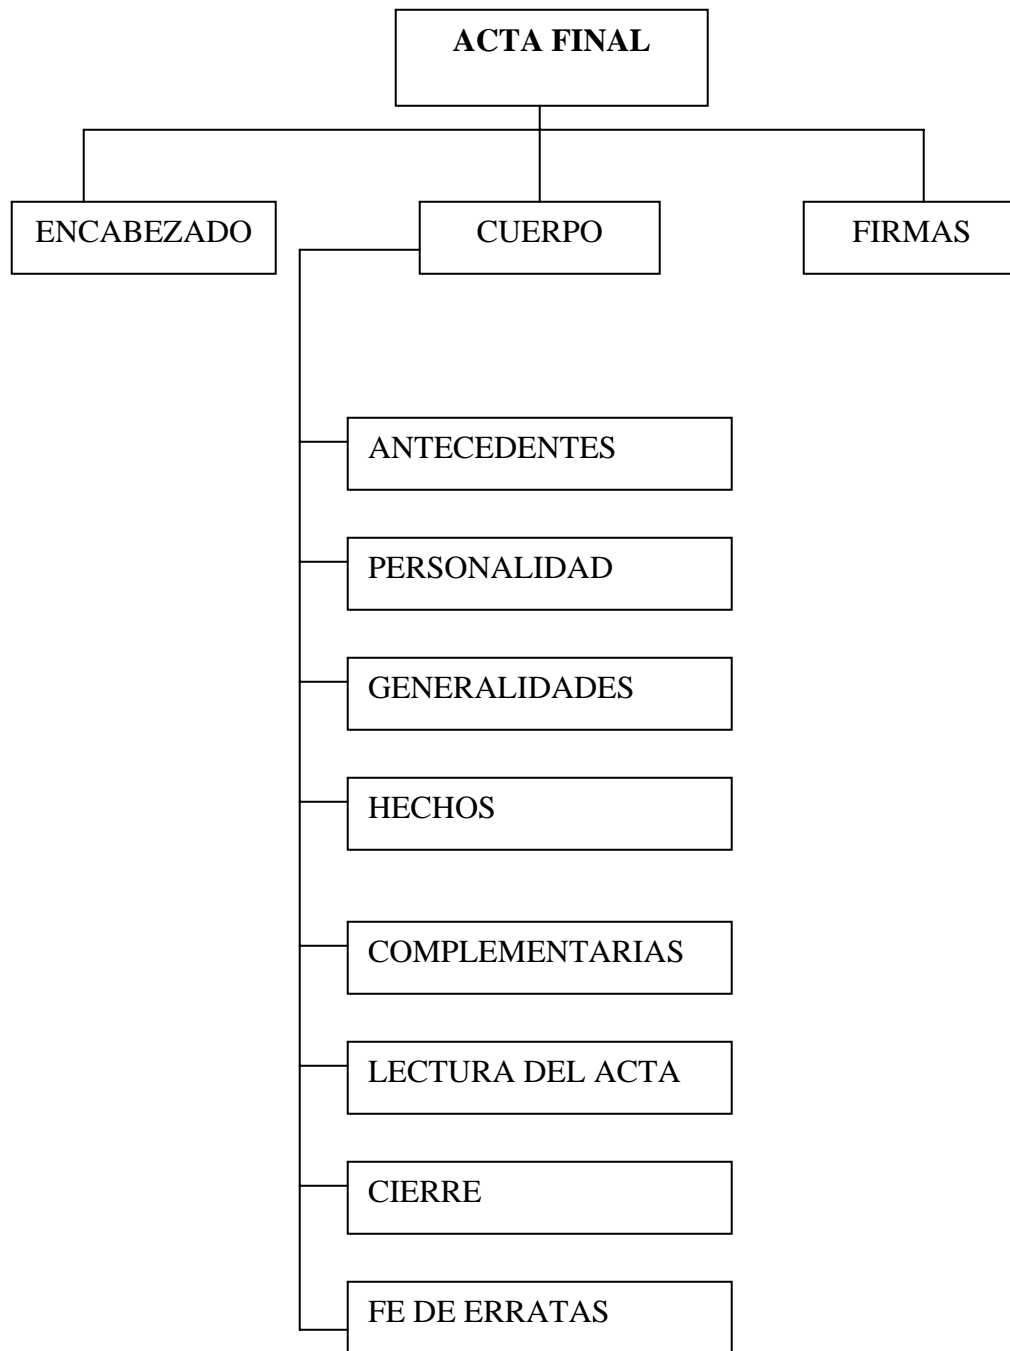 ACTA FINAL
ENCABEZADO
CUERPO
FIRMAS
ANTECEDENTES
PERSONALIDAD
GENERALIDADES
HECHOS
COMPLEMENTARIAS
LECTURA DEL ACTA
CIERRE
FE DE ERRATAS